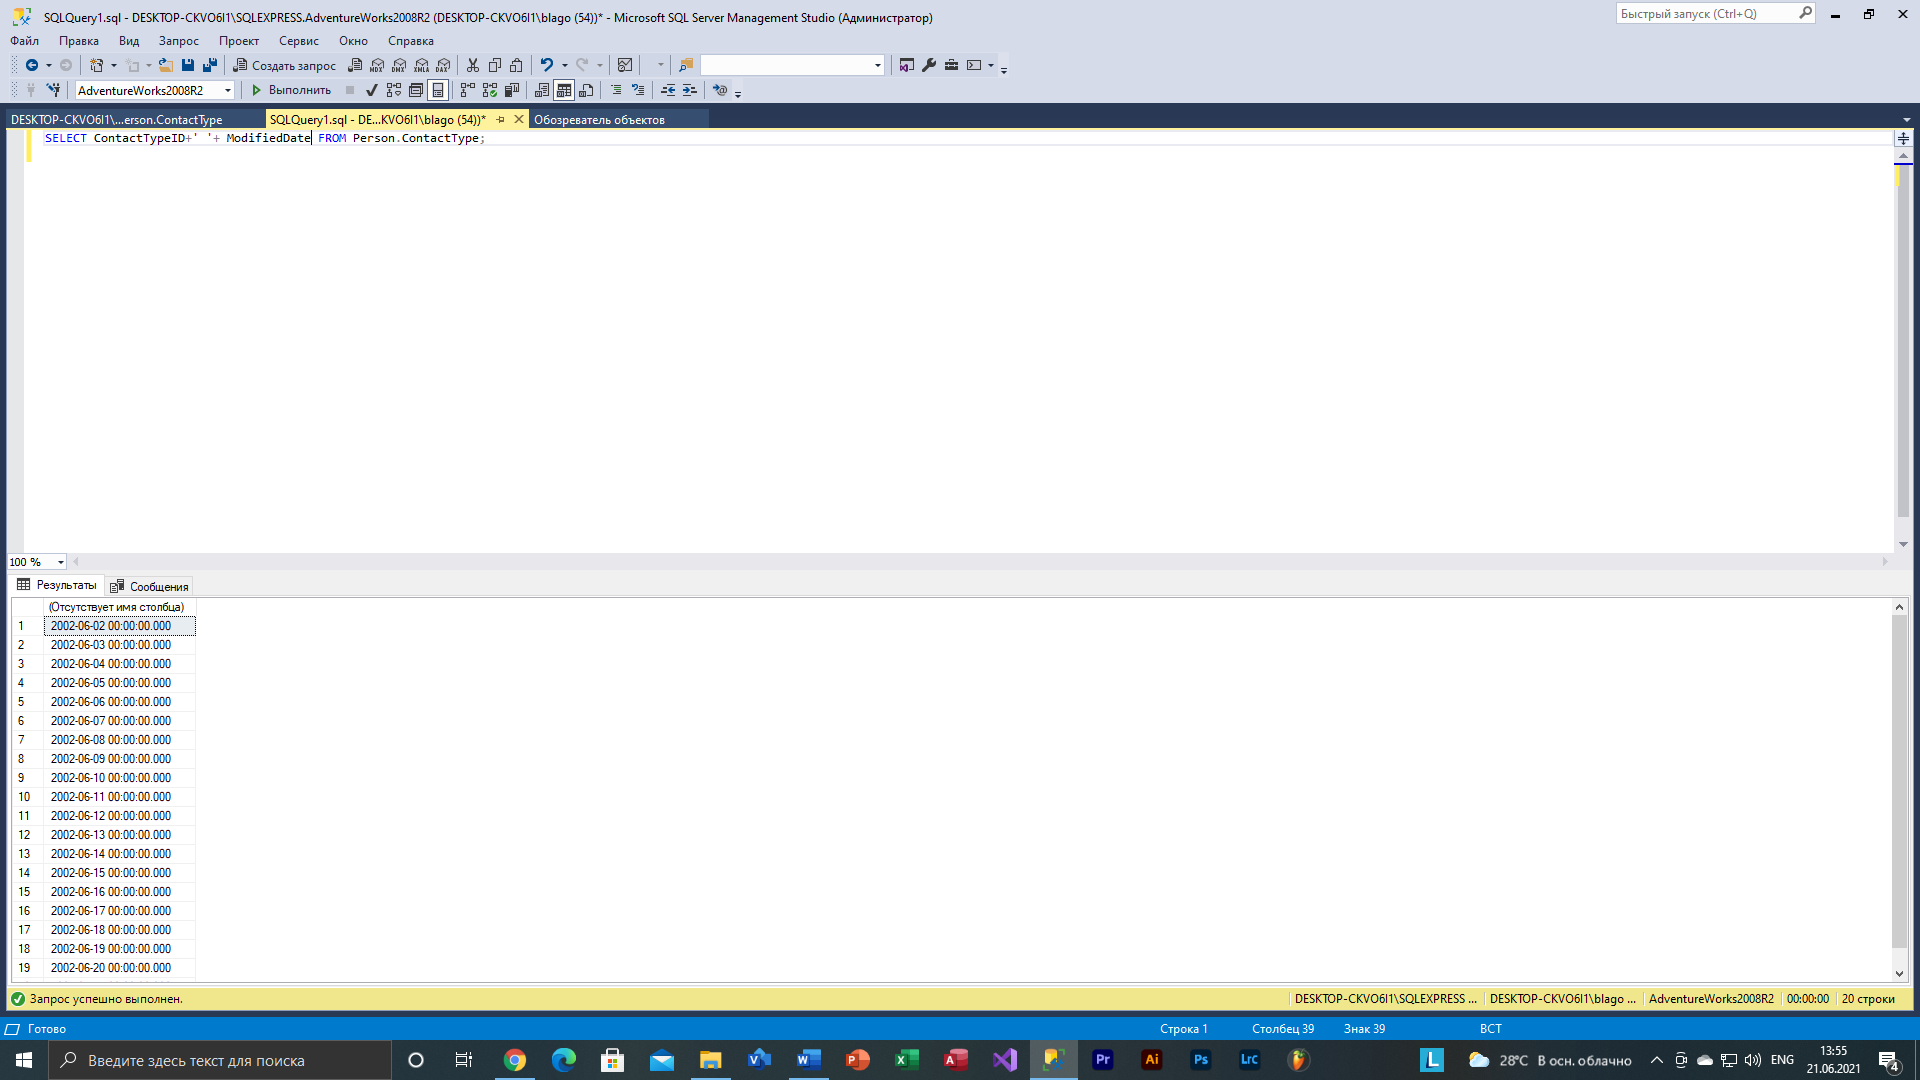 SQLQuery1.sql - DESKTOP-CKVO6I1\SQLEXPRESS.AdventureWorks2008R2 (DESKTOP-CKVO6I1\blago (54))* - Microsoft SQL Server Management Studio (Администратор)
Быстрый запуск (Ctrl+Q)
Файл Правка Вид Запрос Проект Сервис Окно Справка
Создать запрос MDX DMX XMLA DAX
AdventureWorks2008R2 Выполнить
DESKTOP-CKVO6I1\...erson.ContactType SQLQuery1.sql - DE...KVO6I1\blago (54))* Обозреватель объектов
SELECT ContactTypeID+' '+ ModifiedDate FROM Person.ContactType;
100 %
Результаты Сообщения
(Отсутствует имя столбца)
1 2002-06-02 00:00:00.000
2 2002-06-03 00:00:00.000
3 2002-06-04 00:00:00.000
4 2002-06-05 00:00:00.000
5 2002-06-06 00:00:00.000
6 2002-06-07 00:00:00.000
7 2002-06-08 00:00:00.000
8 2002-06-09 00:00:00.000
9 2002-06-10 00:00:00.000
10 2002-06-11 00:00:00.000
11 2002-06-12 00:00:00.000
12 2002-06-13 00:00:00.000
13 2002-06-14 00:00:00.000
14 2002-06-15 00:00:00.000
15 2002-06-16 00:00:00.000
16 2002-06-17 00:00:00.000
17 2002-06-18 00:00:00.000
18 2002-06-19 00:00:00.000
19 2002-06-20 00:00:00.000
Запрос успешно выполнен. DESKTOP-CKVO6I1\SQLEXPRESS ... DESKTOP-CKVO6I1\blago ... AdventureWorks2008R2 00:00:00 20 строки
Готово Строка 1 Столбец 39 Знак 39 ВСТ
Введите здесь текст для поиска Pr Ai Ps Lrc L 28°C В осн. облачно ENG 13:55
21.06.2021 4